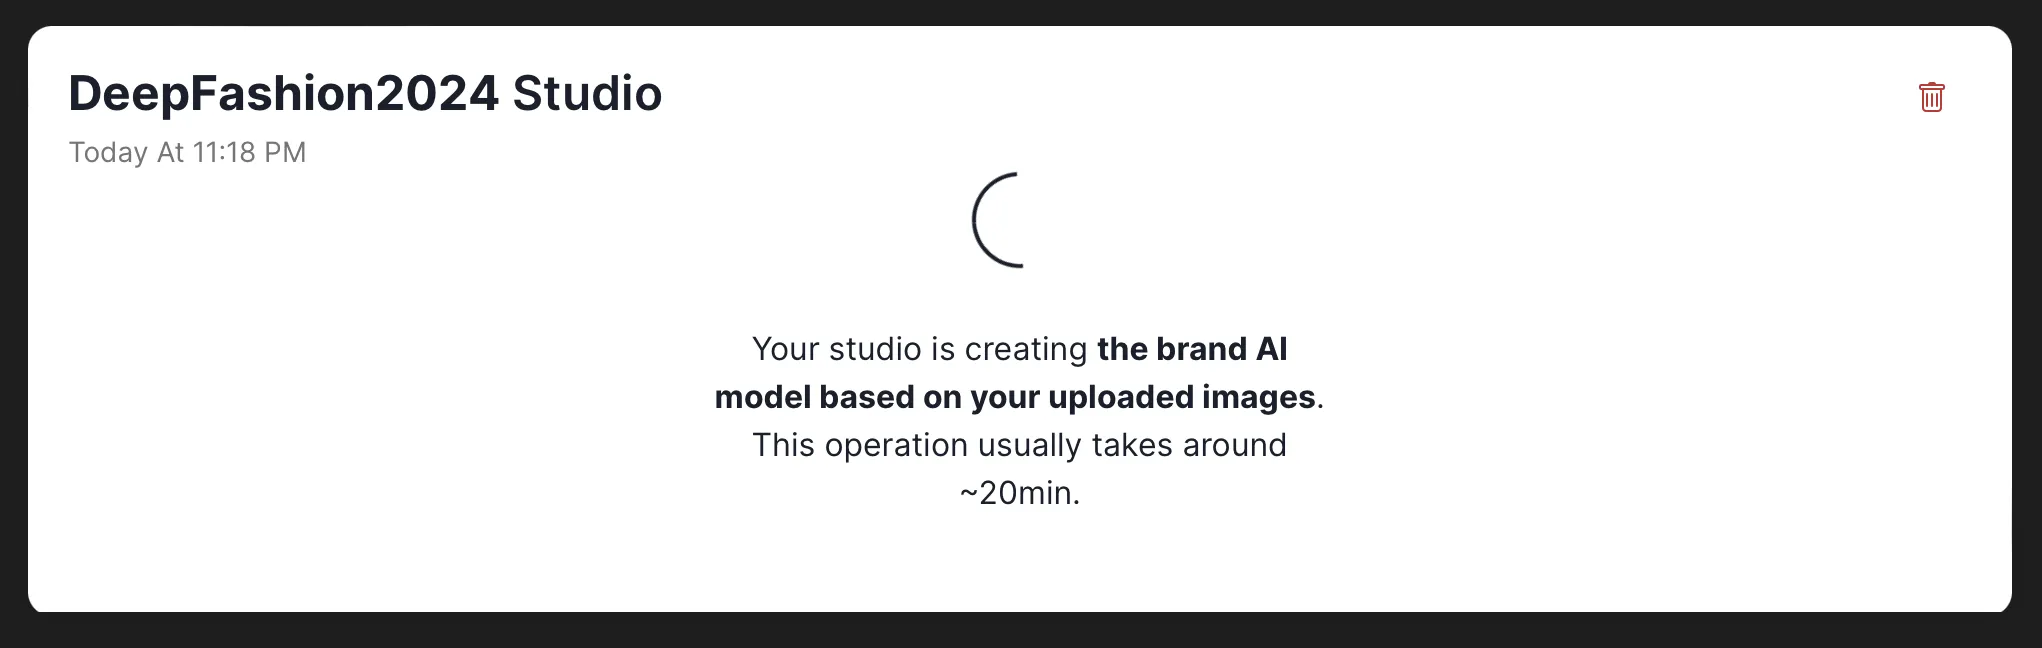 DeepFashion2024 Studio
Today At 11:18 PM
Your studio is creating the brand AI
model based on your uploaded images.
This operation usually takes around
~20min.